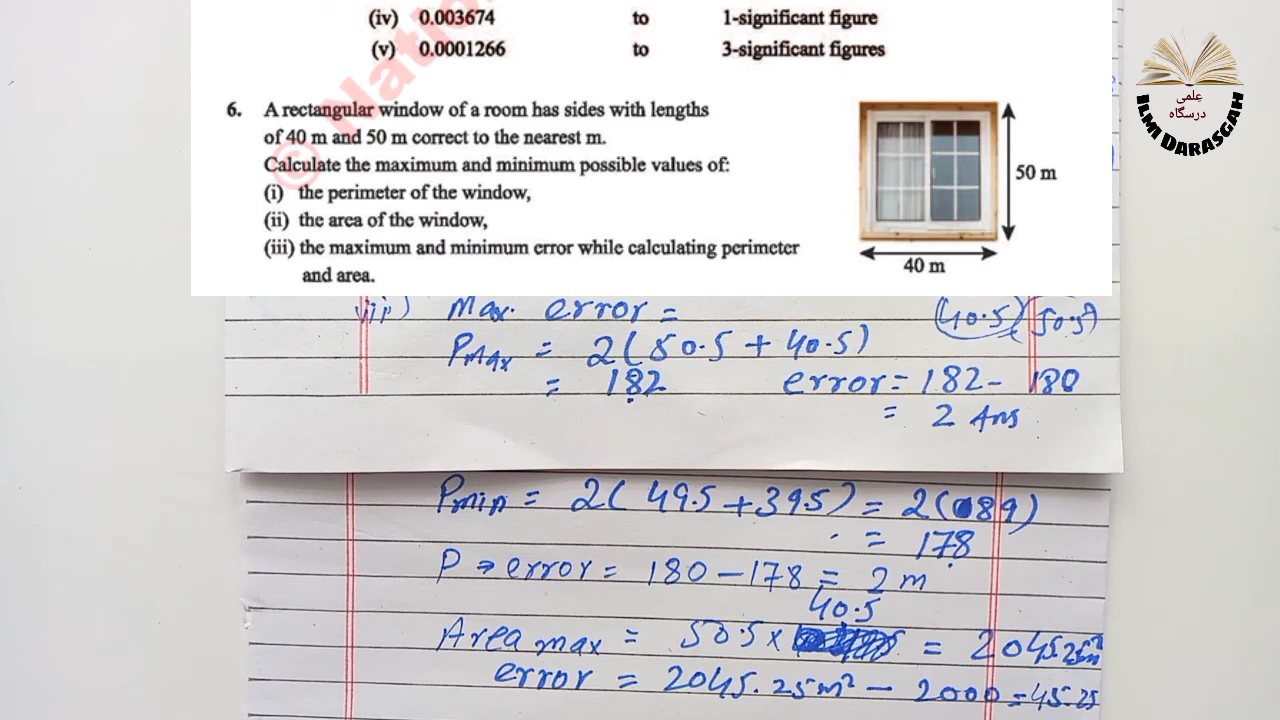 (iv) 0.003674 to 1-significant figure
(v) 0.0001266 to 3-significant figures
© Natio
6. A rectangular window of a room has sides with lengths
of 40 m and 50 m correct to the nearest m.
Calculate the maximum and minimum possible values of:
(i) the perimeter of the window,
(ii) the area of the window,
(iii) the maximum and minimum error while calculating perimeter
and area.
50 m
40 m
علمی
درسگاه
ILMI DARASGAH
iii) Max. error = (40.5)(50.5)
PMax = 2(50.5 + 40.5)
= 182 error = 182 - 180
= 2 Ans
Pmin = 2(49.5 + 39.5) = 2(89)
= 178
P → error = 180 - 178 = 2 m
40.5
Area max = 50.5 x = 2045.25m²
error = 2045.25m² - 2000 = 45.25